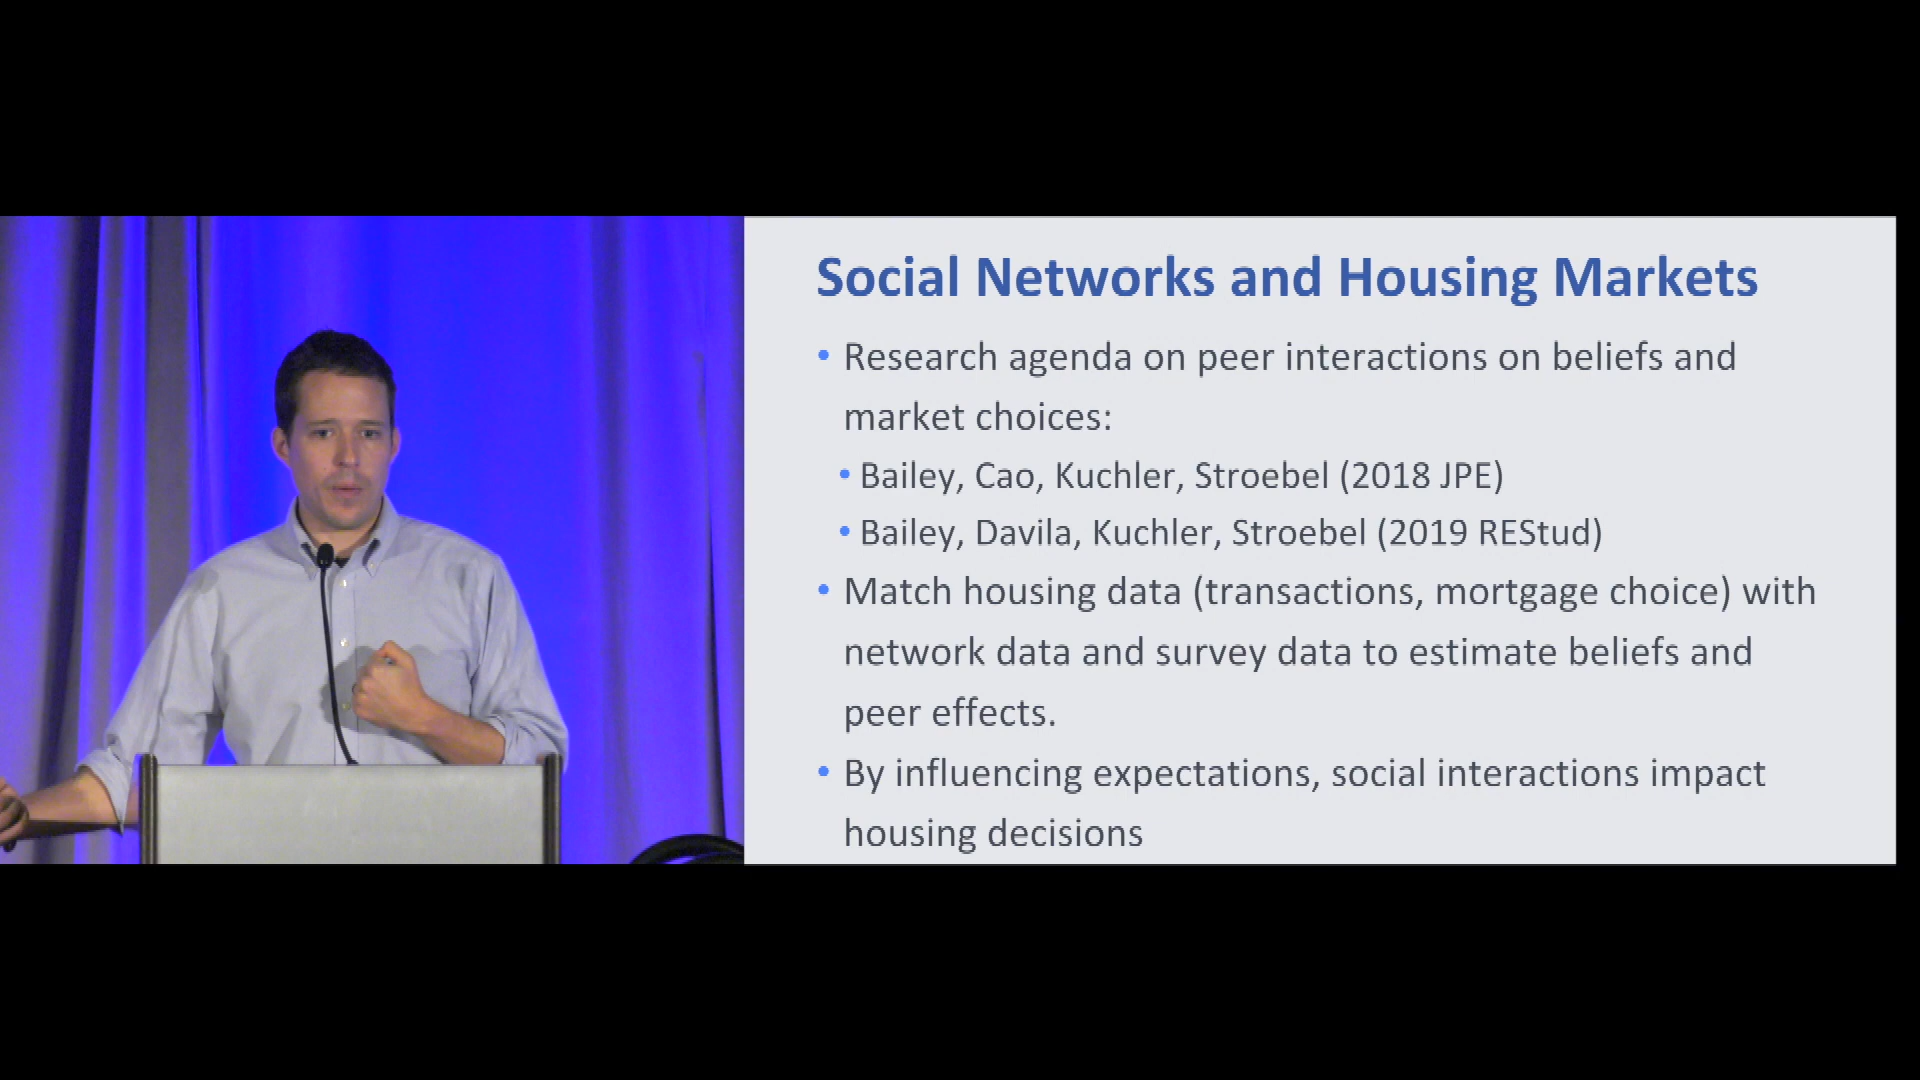 Social Networks and Housing Markets
• Research agenda on peer interactions on beliefs and
market choices:
• Bailey, Cao, Kuchler, Stroebel (2018 JPE)
• Bailey, Davila, Kuchler, Stroebel (2019 REStud)
• Match housing data (transactions, mortgage choice) with
network data and survey data to estimate beliefs and
peer effects.
• By influencing expectations, social interactions impact
housing decisions